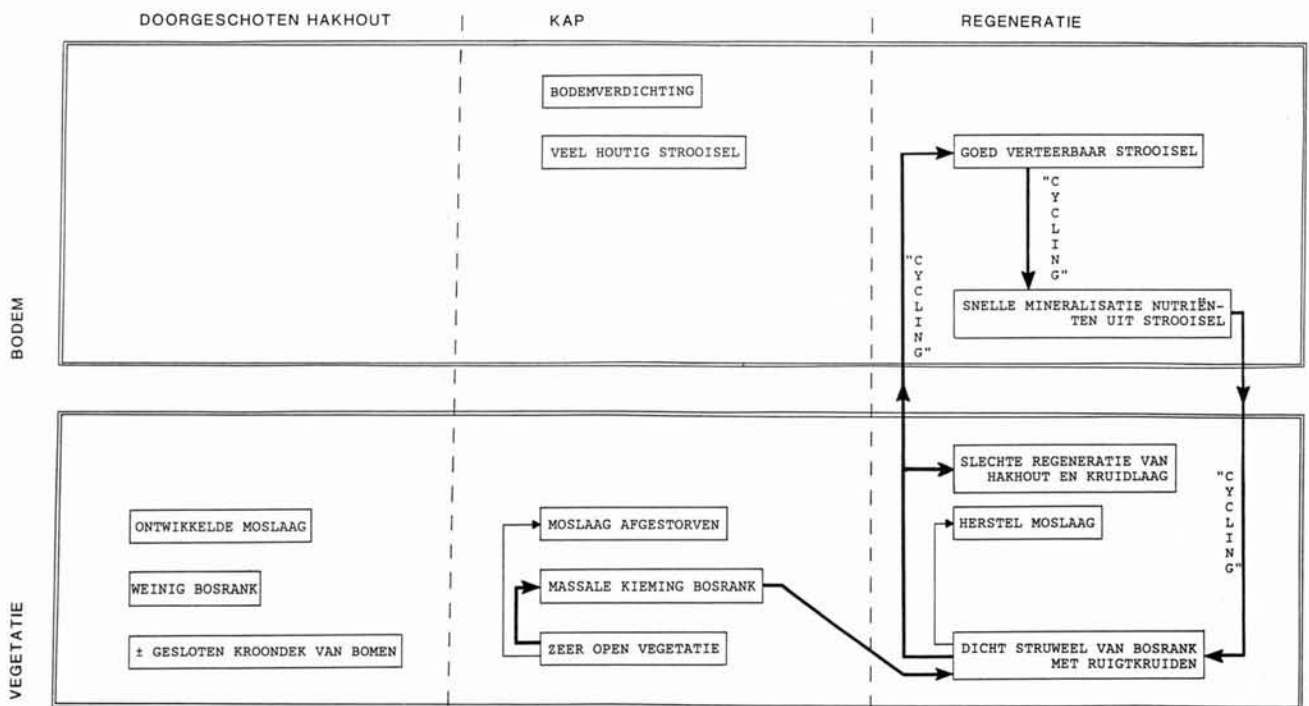 DOORGESCHOTEN HAKHOUT
KAP
REGENERATIE
BODEM
BODEMVERDICHTING
VEEL HOUTIG STROOISEL
GOED VERTEERBAAR STROOISEL
"CYCLING"
"CYCLING"
SNELLE MINERALISATIE NUTRIËN-
TEN UIT STROOISEL
VEGETATIE
ONTWIKKELDE MOSLAAG
WEINIG BOSRANK
± GESLOTEN KROONDEK VAN BOMEN
MOSLAAG AFGESTORVEN
MASSALE KIEMING BOSRANK
ZEER OPEN VEGETATIE
SLECHTE REGENERATIE VAN
HAKHOUT EN KRUIDLAAG
HERSTEL MOSLAAG
"CYCLING"
DICHT STRUWEEL VAN BOSRANK
MET RUIGTKRUIDEN